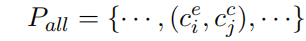 P_{all} = \{\cdots, (c_i^e, c_j^c), \cdots\}